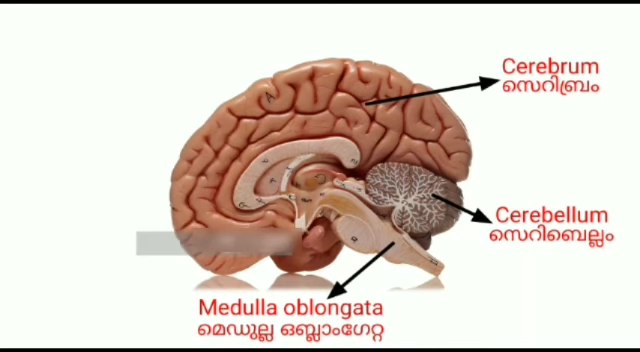 Cerebrum
സെറിബ്രം
Cerebellum
സെറിബെല്ലം
Medulla oblongata
മെഡുല്ല ഒബ്ലാംഗേറ്റ